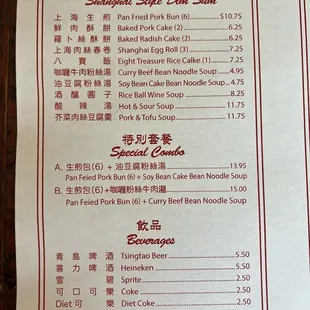 Shanghai Style Dim Sum
上海生煎 Pan Fried Pork Bun (6) $10.75
鮮肉酥餅 Baked Pork Cake (2) 6.25
蘿卜絲酥餅 Baked Radish Cake (2) 6.25
上海肉絲春卷 Shanghai Egg Roll (3) 7.25
八寶飯 Eight Treasure Rice Calke (1) 7.25
咖喱牛肉粉絲湯 Curry Beef Bean Noodle Soup 4.95
油豆腐粉絲湯 Soy Bean Cake Bean Noodle Soup 7.25
酒釀圓子 Rice Ball Wine Soup 8.25
酸辣湯 Hot & Sour Soup 11.75
芥菜肉絲豆腐羹 Pork & Tofu Soup 11.75
特別套餐
Special Combo
A. 生煎包(6) + 油豆腐粉絲湯 13.95
Pan Feied Pork Bun (6) + Soy Bean Cake Bean Noodle Soup
B. 生煎包(6)+咖喱粉絲牛肉湯 15.00
Pan Feied Pork Bun (6) + Curry Beef Bean Noodle Soup
飲品
Beverages
青島啤酒 Tsingtao Beer 5.50
喜力啤酒 Heineken 5.50
雪碧 Sprite 2.50
可口可樂 Coke 2.50
Diet可樂 Diet Coke 2.50